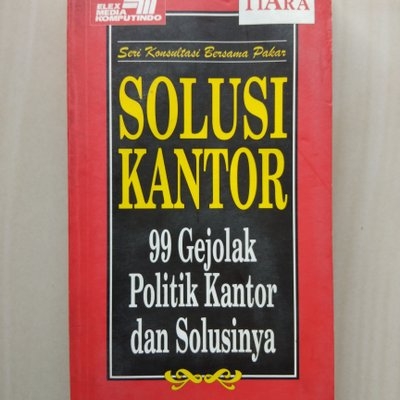 ELEX
MEDIA
KOMPUTINDO
TIARA
Seri Konsultasi Bersama Pakar
SOLUSI
KANTOR
99 Gejolak
Politik Kantor
dan Solusinya